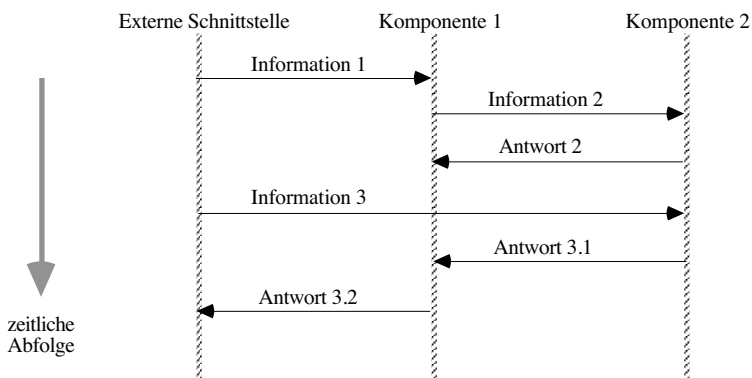 Externe Schnittstelle Komponente 1 Komponente 2
Information 1
Information 2
Antwort 2
Information 3
Antwort 3.1
Antwort 3.2
zeitliche
Abfolge